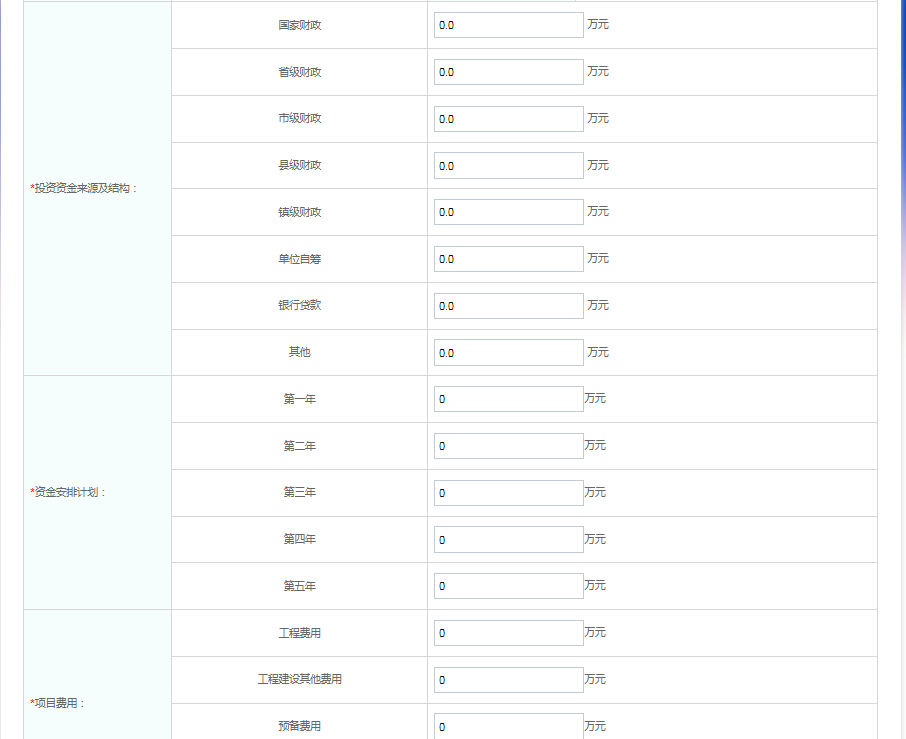 国家财政 0.0 万元
省级财政 0.0 万元
市级财政 0.0 万元
县级财政 0.0 万元
*投资资金来源及结构：
镇级财政 0.0 万元
单位自筹 0.0 万元
银行贷款 0.0 万元
其他 0.0 万元
第一年 0 万元
第二年 0 万元
*资金安排计划：
第三年 0 万元
第四年 0 万元
第五年 0 万元
工程费用 0 万元
工程建设其他费用 0 万元
*项目费用：
预备费用 0 万元